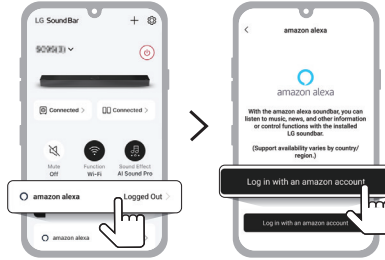 LG Sound Bar
Connected >
Connected >
Mute
Off
Function
Wi-Fi
Sound Effect
AI Sound Pro
amazon alexa
Logged Out >
amazon alexa
>
<
amazon alexa
amazon alexa
With the amazon alexa soundbar, you can
listen to music, news, and other information
or control functions with the installed
LG soundbar.
(Support availability varies by country/
region.)
Log in with an amazon account
Log in with an amazon account